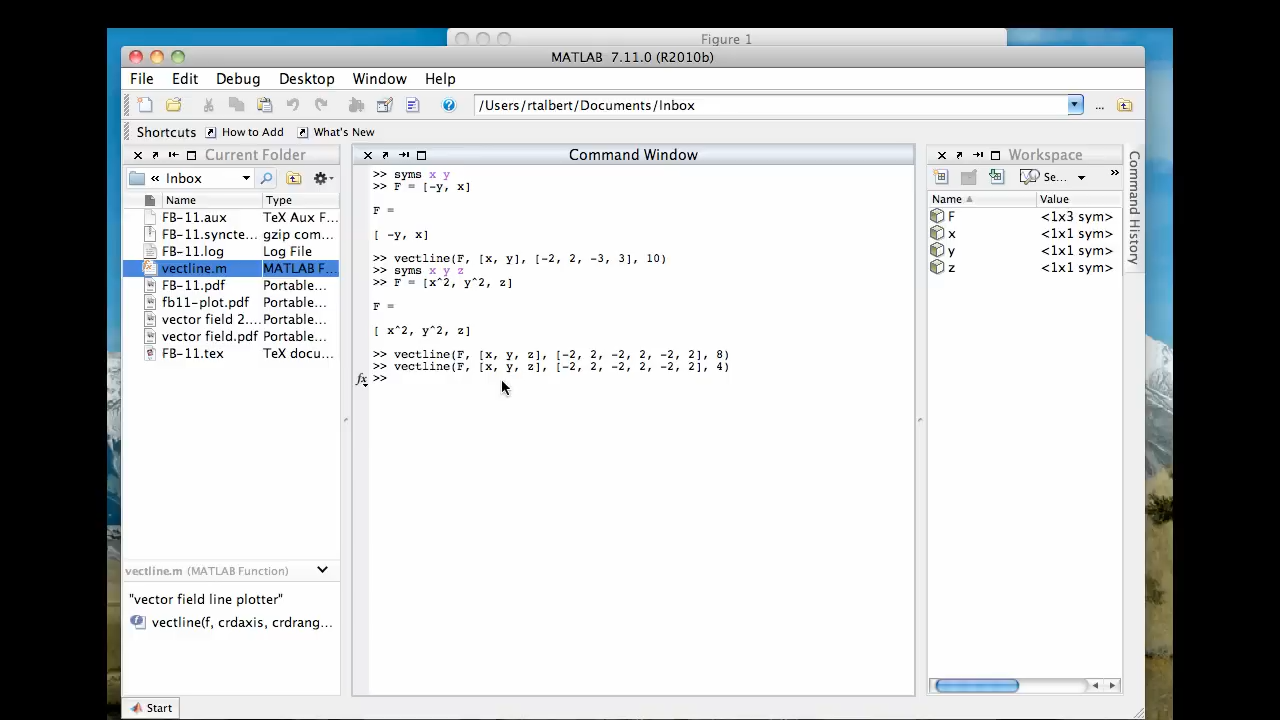 Figure 1
MATLAB 7.11.0 (R2010b)
File Edit Debug Desktop Window Help
/Users/rtalbert/Documents/Inbox
...
Shortcuts How to Add What's New
Current Folder
« Inbox
Name Type
FB-11.aux TeX Aux F...
FB-11.syncte... gzip com...
FB-11.log Log File
vectline.m MATLAB F...
FB-11.pdf Portable...
fb11-plot.pdf Portable...
vector field 2.... Portable...
vector field.pdf Portable...
FB-11.tex TeX docu...
vectline.m (MATLAB Function)
"vector field line plotter"
vectline(f, crdaxis, crdrang...
Start
Command Window
>> syms x y
>> F = [-y, x]
F =
[ -y, x]
>> vectline(F, [x, y], [-2, 2, -3, 3], 10)
>> syms x y z
>> F = [x^2, y^2, z]
F =
[ x^2, y^2, z]
>> vectline(F, [x, y, z], [-2, 2, -2, 2, -2, 2], 8)
>> vectline(F, [x, y, z], [-2, 2, -2, 2, -2, 2], 4)
fx >>
Workspace
Se... »
Name Value
F <1x3 sym>
x <1x1 sym>
y <1x1 sym>
z <1x1 sym>
Command History